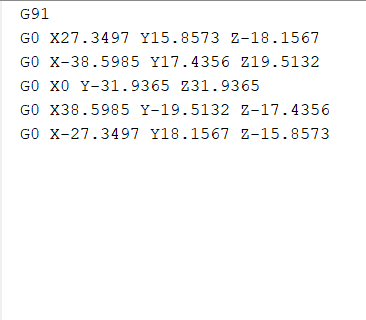 G91
G0 X27.3497 Y15.8573 Z-18.1567
G0 X-38.5985 Y17.4356 Z19.5132
G0 X0 Y-31.9365 Z31.9365
G0 X38.5985 Y-19.5132 Z-17.4356
G0 X-27.3497 Y18.1567 Z-15.8573